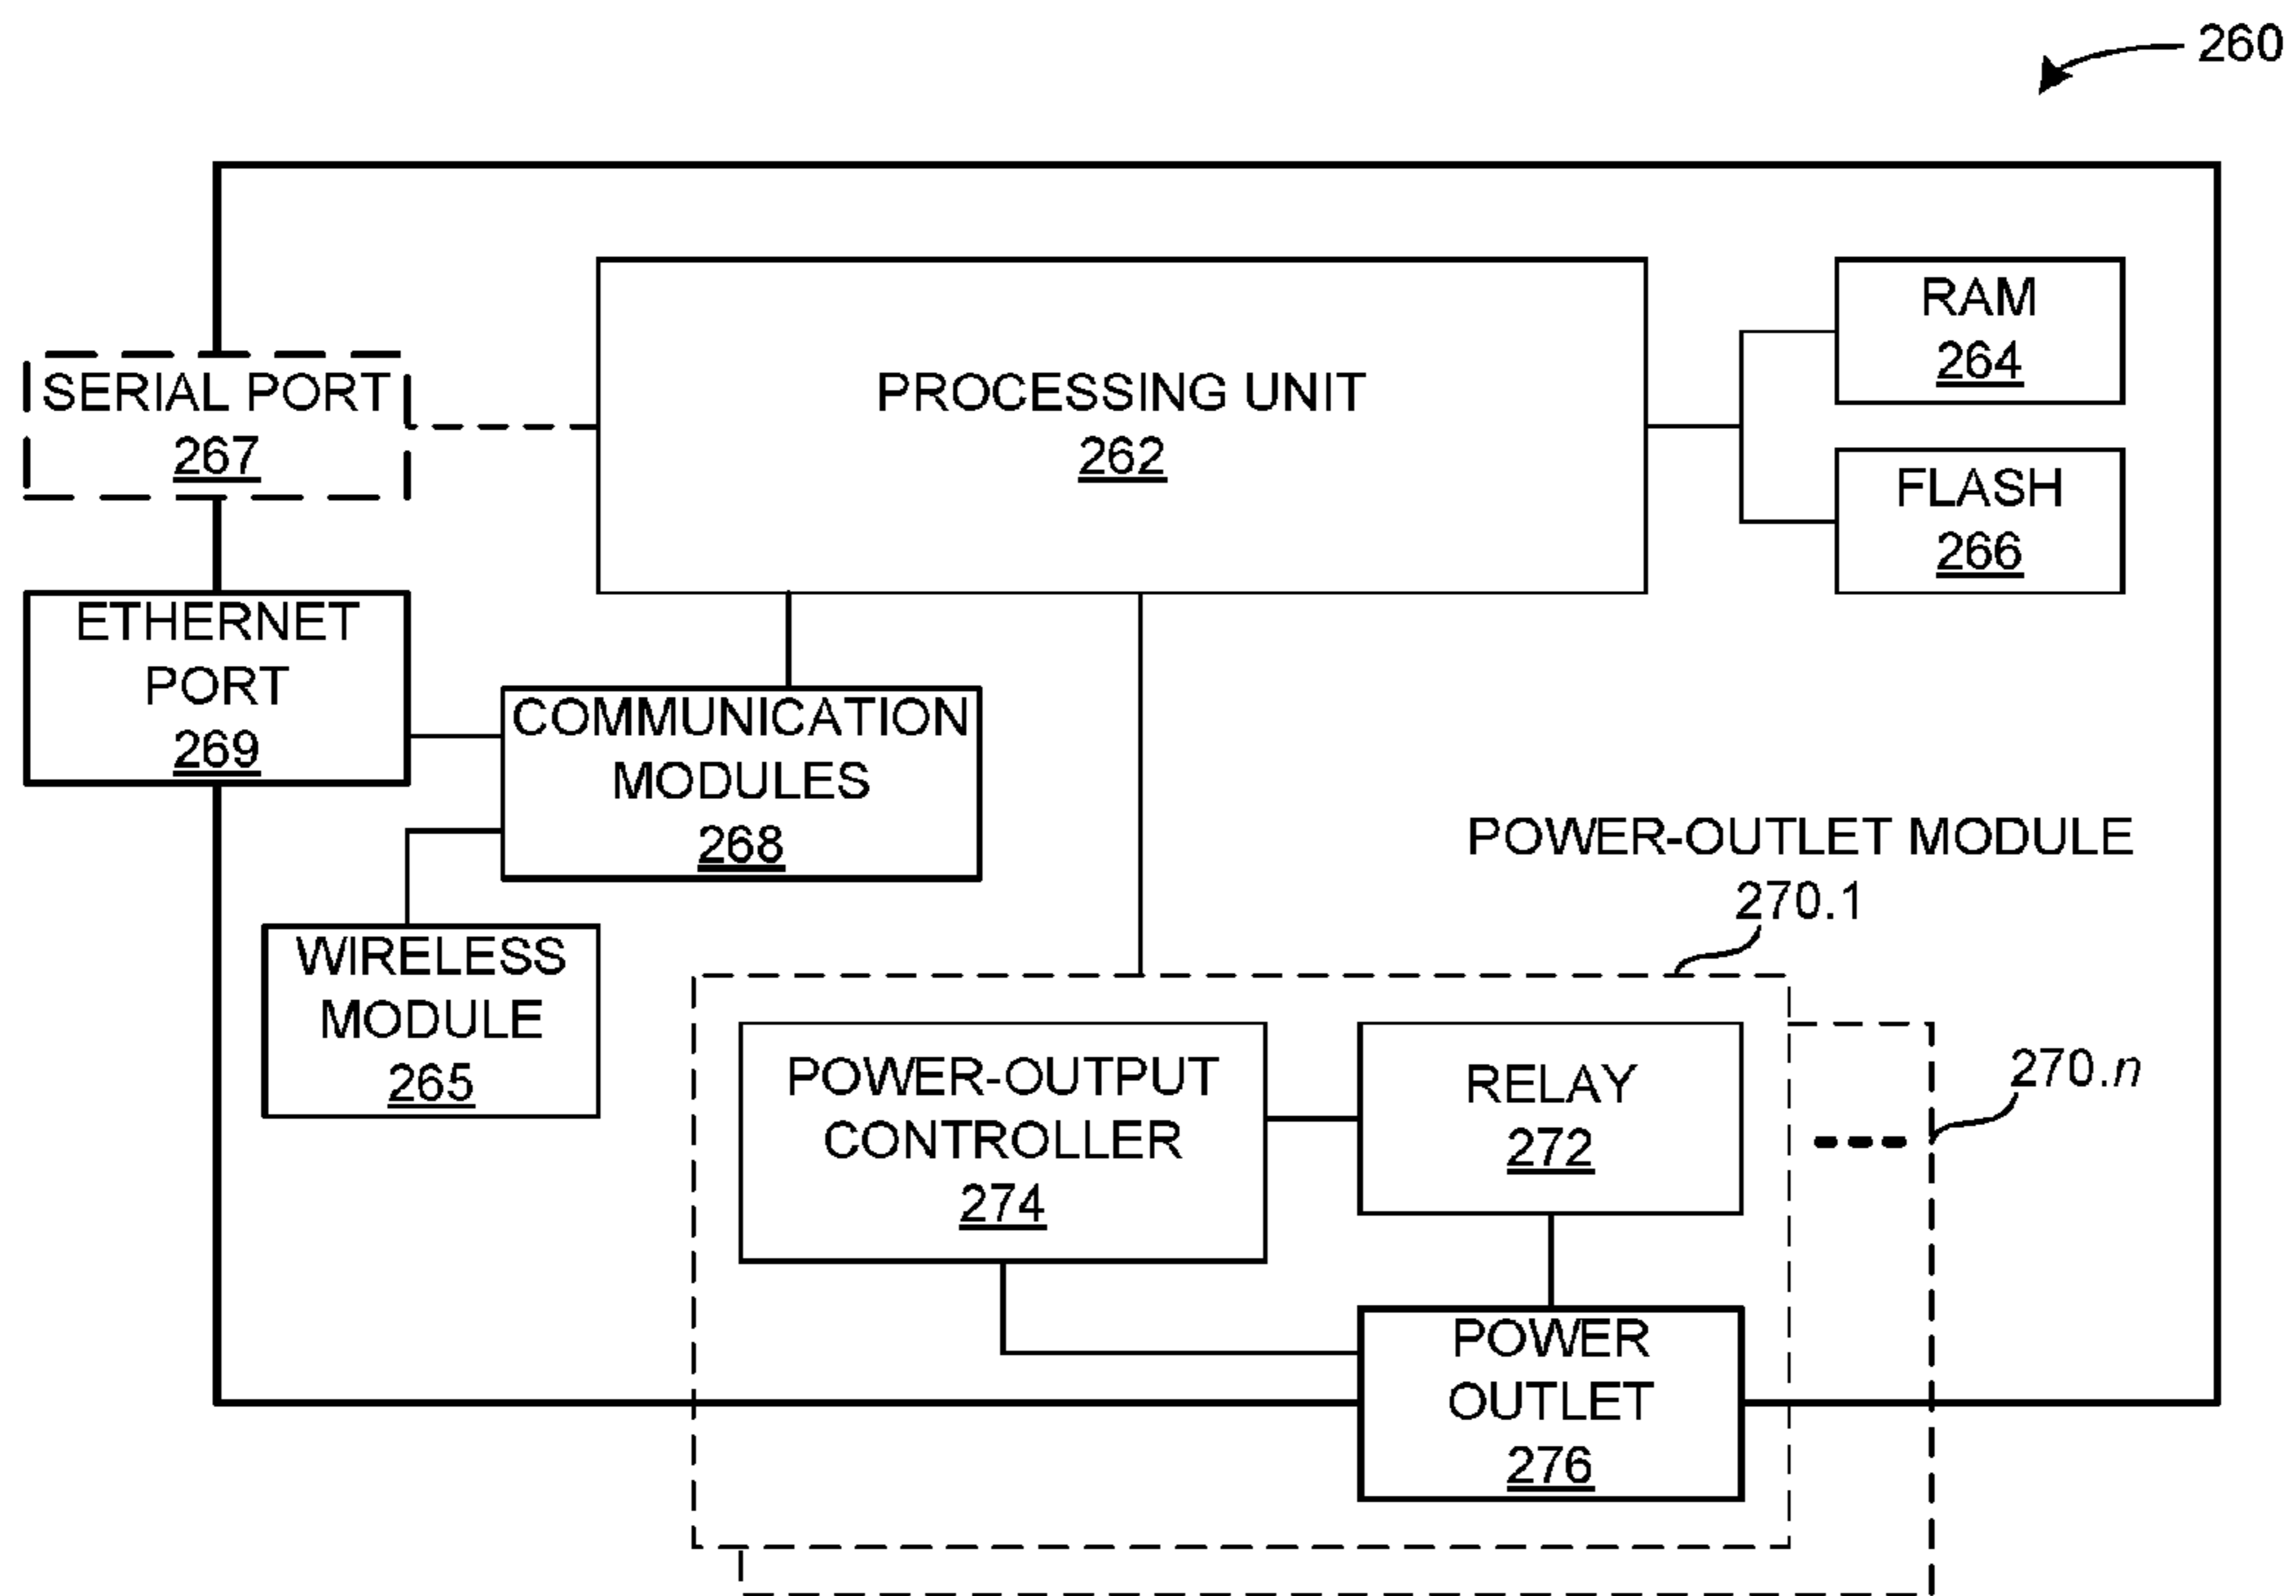 260
PROCESSING UNIT
262
RAM
264
FLASH
266
SERIAL PORT
267
ETHERNET
PORT
269
COMMUNICATION
MODULES
268
WIRELESS
MODULE
265
POWER-OUTLET MODULE
270.1
270.n
POWER-OUTPUT
CONTROLLER
274
RELAY
272
POWER
OUTLET
276